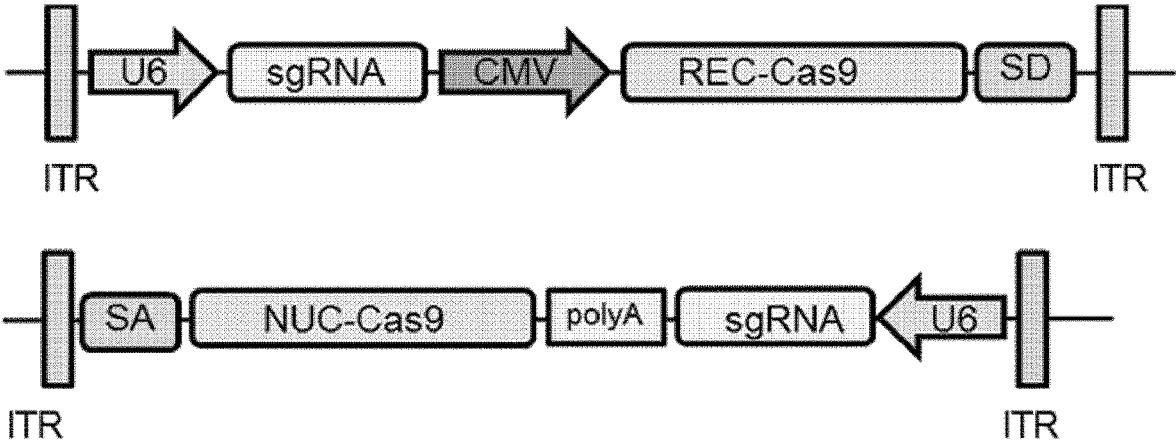 U6 sgRNA CMV REC-Cas9 SD
ITR ITR
SA NUC-Cas9 polyA sgRNA U6
ITR ITR